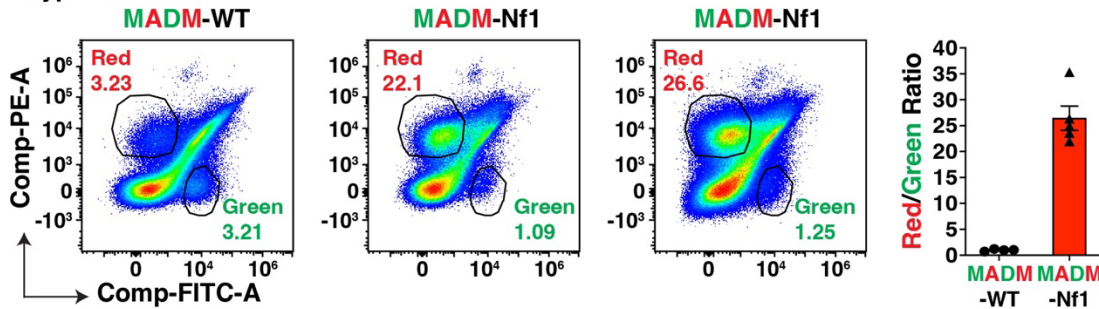 MADM-WT
MADM-Nf1
MADM-Nf1
Comp-PE-A
10⁶
10⁵
10⁴
10³
0
-10³
Red
3.23
Green
3.21
0
10⁴
10⁶
10⁶
10⁵
10⁴
10³
0
-10³
Red
22.1
Green
1.09
0
10⁴
10⁶
10⁶
10⁵
10⁴
10³
0
-10³
Red
26.6
Green
1.25
0
10⁴
10⁶
Comp-FITC-A
Red/Green Ratio
40
35
30
25
20
15
10
5
0
MADM
-WT
MADM
-Nf1